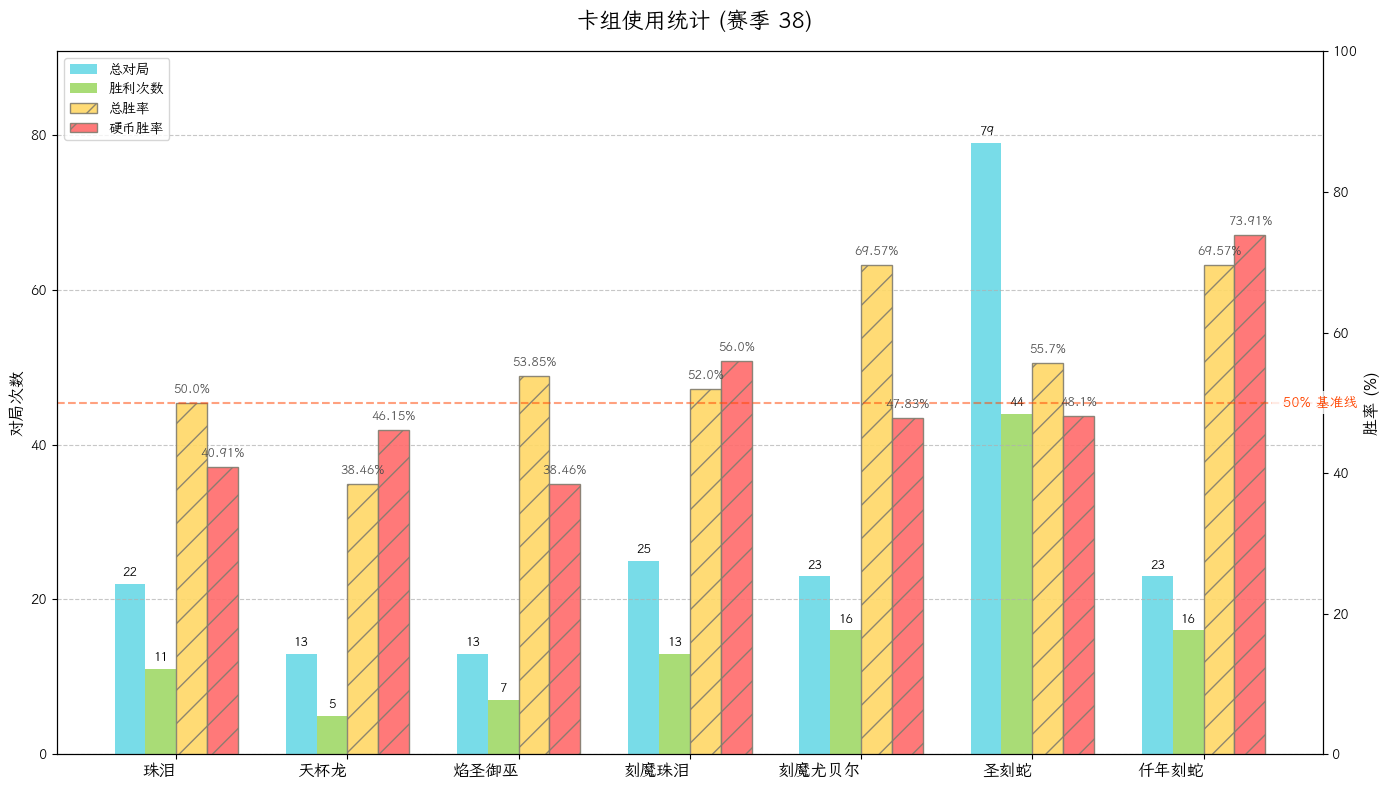 卡组使用统计 (赛季 38)
总对局
胜利次数
总胜率
硬币胜率
对局次数
胜率 (%)
0
20
40
60
80
0
20
40
60
80
100
50% 基准线
22
11
50.0%
40.91%
13
5
38.46%
46.15%
13
7
53.85%
38.46%
25
13
52.0%
56.0%
23
16
69.57%
47.83%
79
44
55.7%
48.1%
23
16
69.57%
73.91%
珠泪
天杯龙
焰圣御巫
刻魔珠泪
刻魔尤贝尔
圣刻蛇
仟年刻蛇